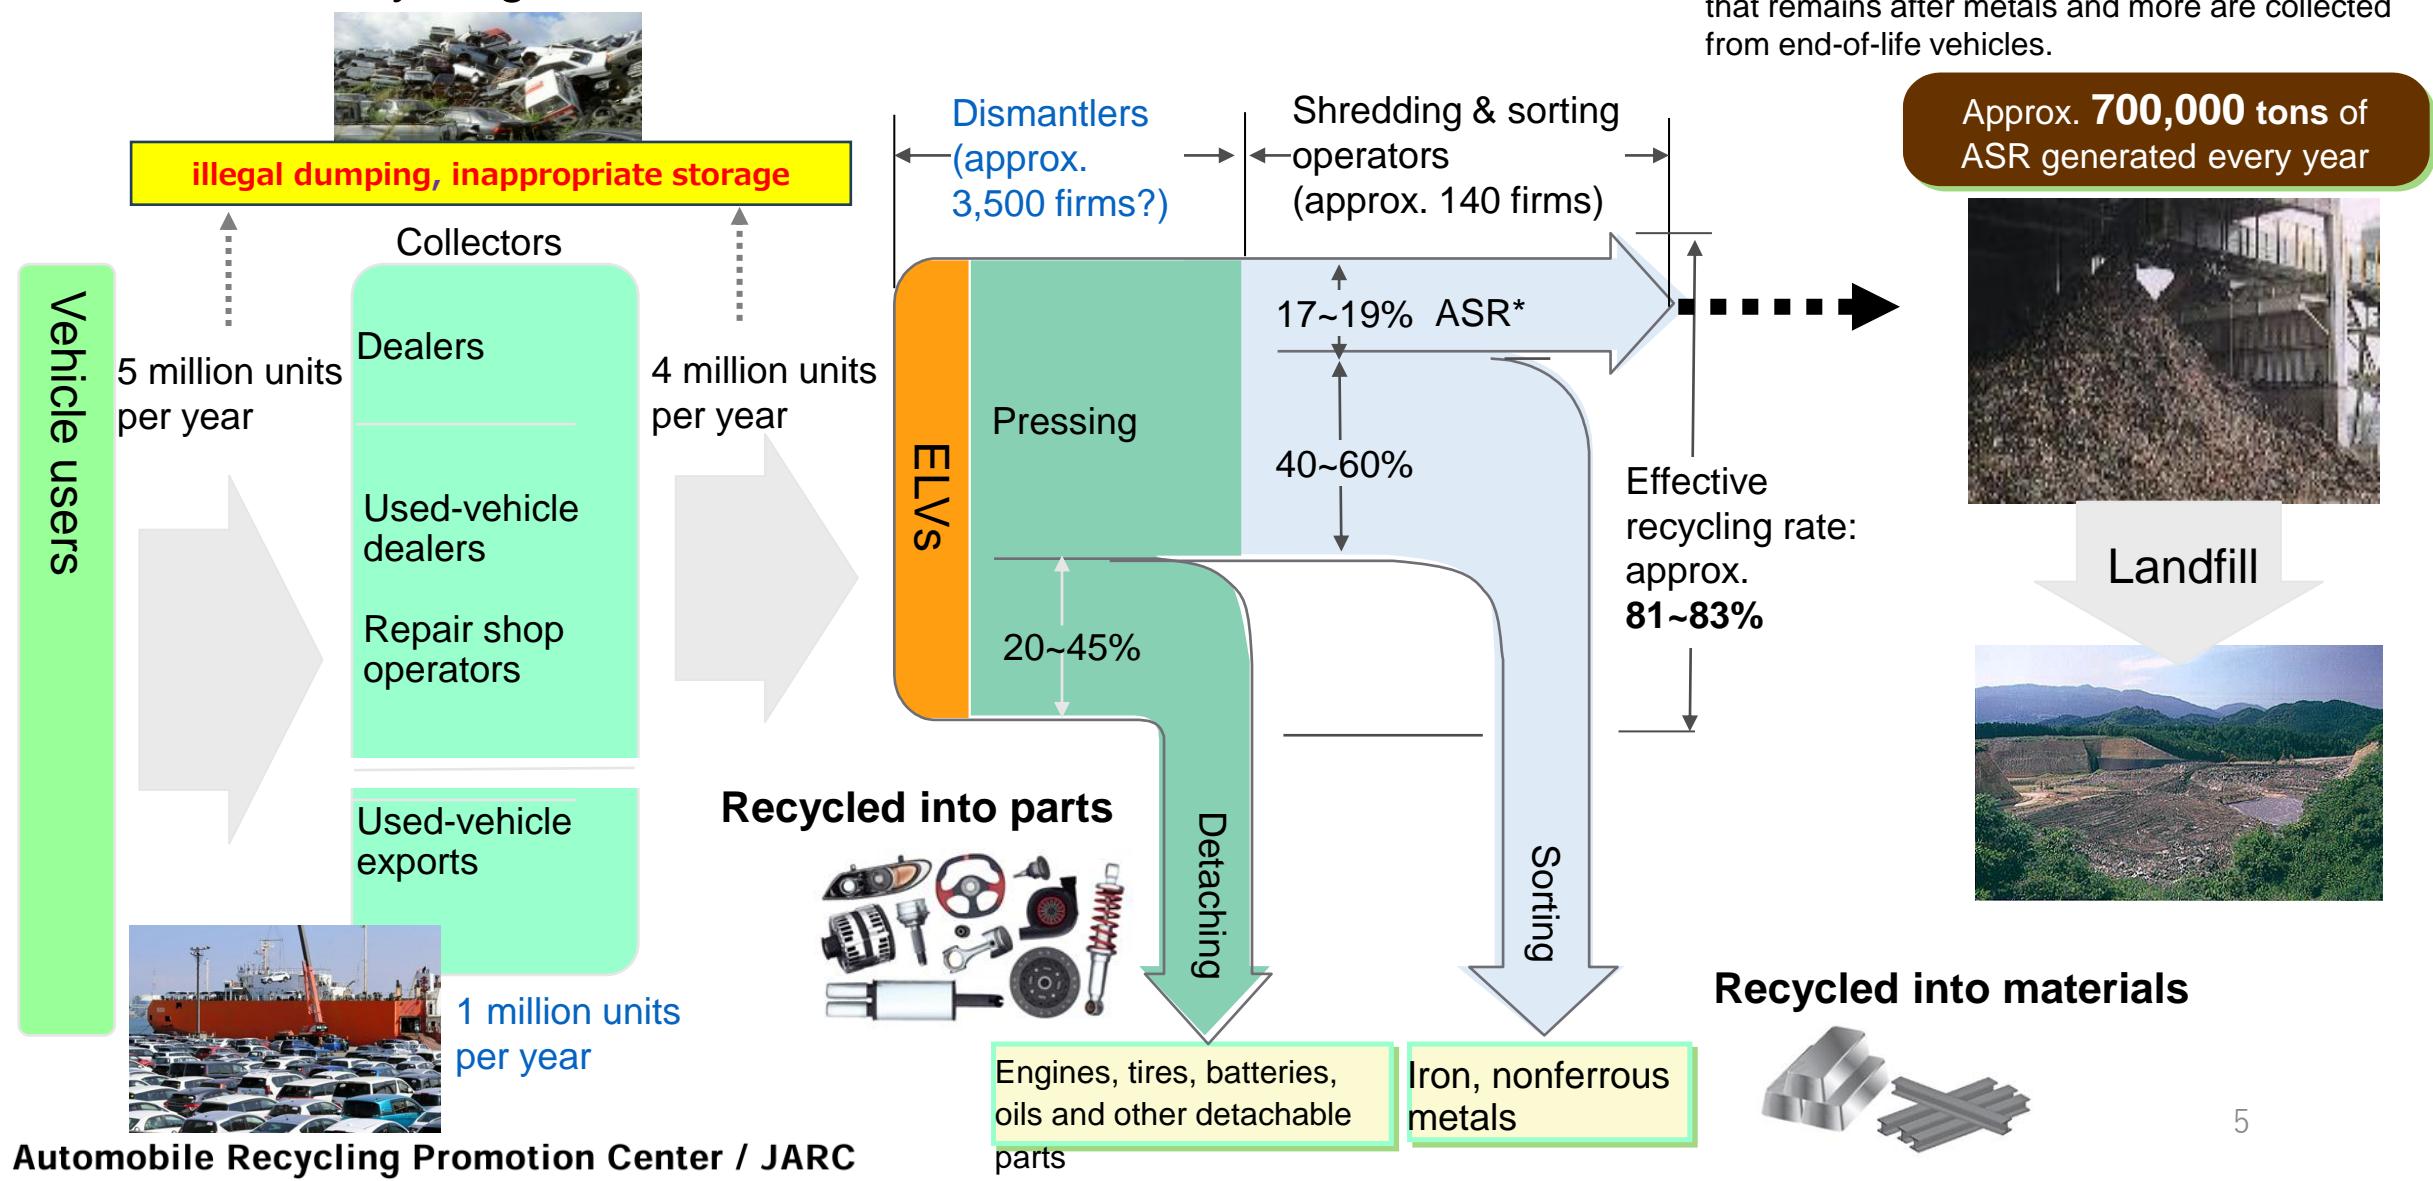 that remains after metals and more are collected
from end-of-life vehicles.
illegal dumping, inappropriate storage
Dismantlers
(approx.
3,500 firms?)
Shredding & sorting
operators
(approx. 140 firms)
Approx. 700,000 tons of
ASR generated every year
Collectors
Vehicle users
5 million units
per year
Dealers
Used-vehicle
dealers
Repair shop
operators
Used-vehicle
exports
1 million units
per year
4 million units
per year
ELVs
Pressing
17~19% ASR*
40~60%
20~45%
Effective
recycling rate:
approx.
81~83%
Landfill
Recycled into parts
Detaching
Sorting
Recycled into materials
Engines, tires, batteries,
oils and other detachable
parts
Iron, nonferrous
metals
5
Automobile Recycling Promotion Center / JARC